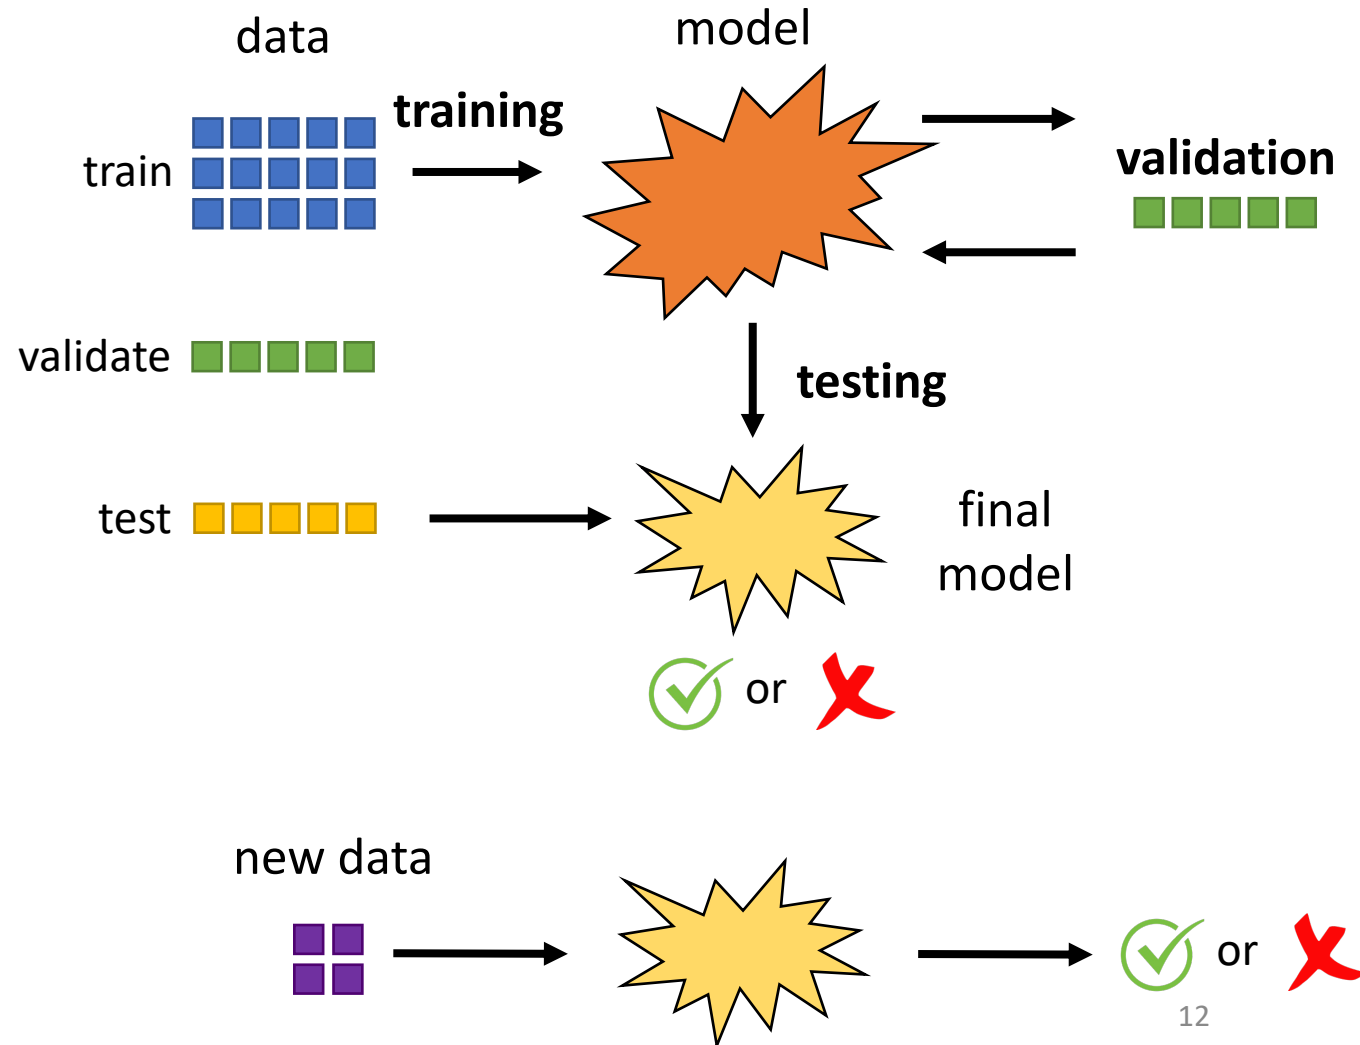 data
model
training
train
validation
validate
testing
test
final
model
or
new data
or
12